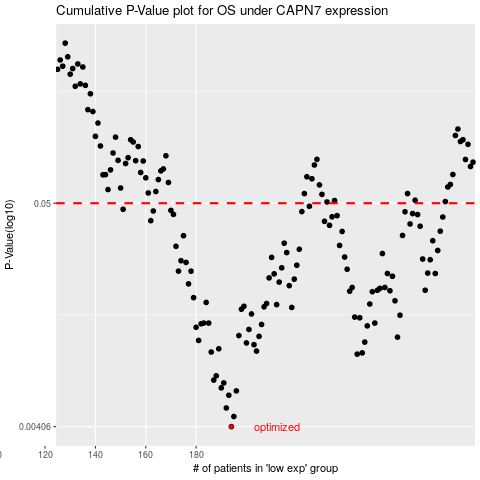 Cumulative P-Value plot for OS under CAPN7 expression
P-Value(log10)
0.05
0.00406
optimized
0 120 140 160 180
# of patients in 'low exp' group